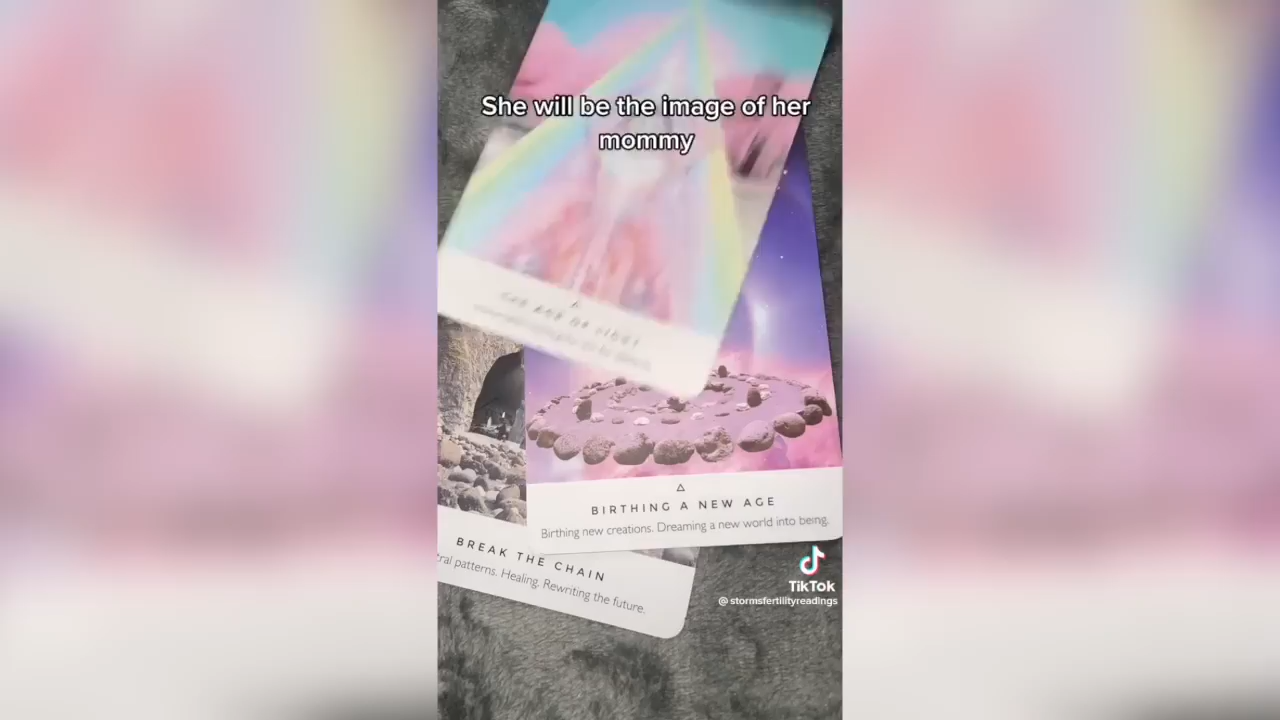 She will be the image of her
mommy
BIRTHING A NEW AGE
Birthing new creations. Dreaming a new world into being.
BREAK THE CHAIN
patterns. Healing. Rewriting the future.
TikTok
@stormsfertilityreadings